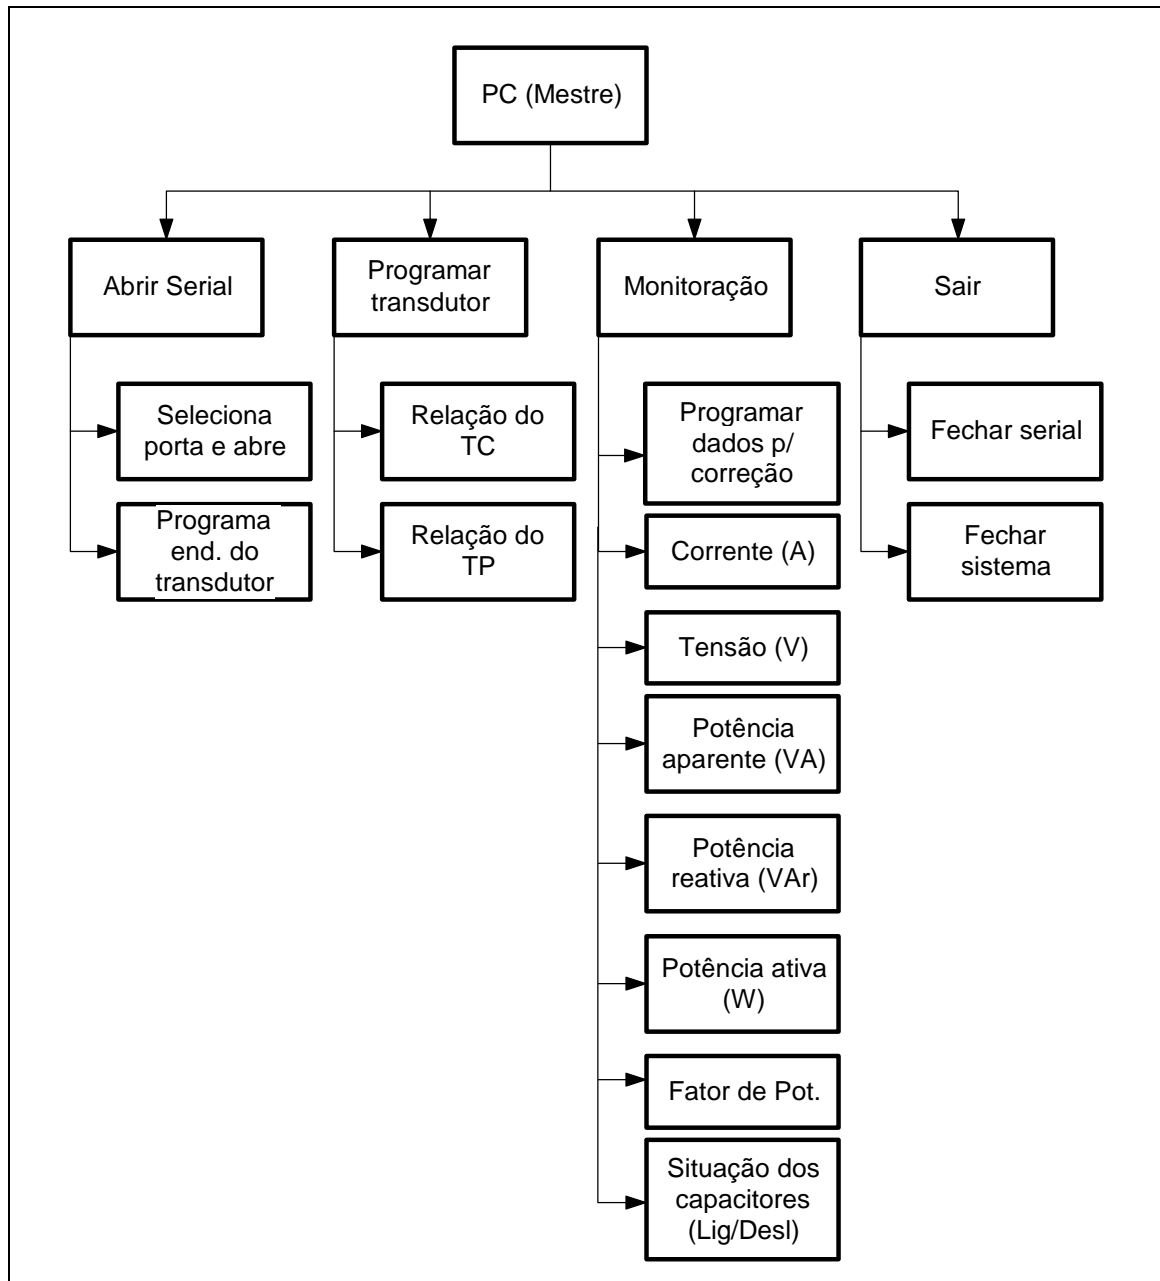 PC (Mestre)
Abrir Serial
Seleciona
porta e abre
Programa
end. do
transdutor
Programar
transdutor
Relação do
TC
Relação do
TP
Monitoração
Programar
dados p/
correção
Corrente (A)
Tensão (V)
Potência
aparente (VA)
Potência
reativa (VAr)
Potência ativa
(W)
Fator de Pot.
Situação dos
capacitores
(Lig/Desl)
Sair
Fechar serial
Fechar
sistema